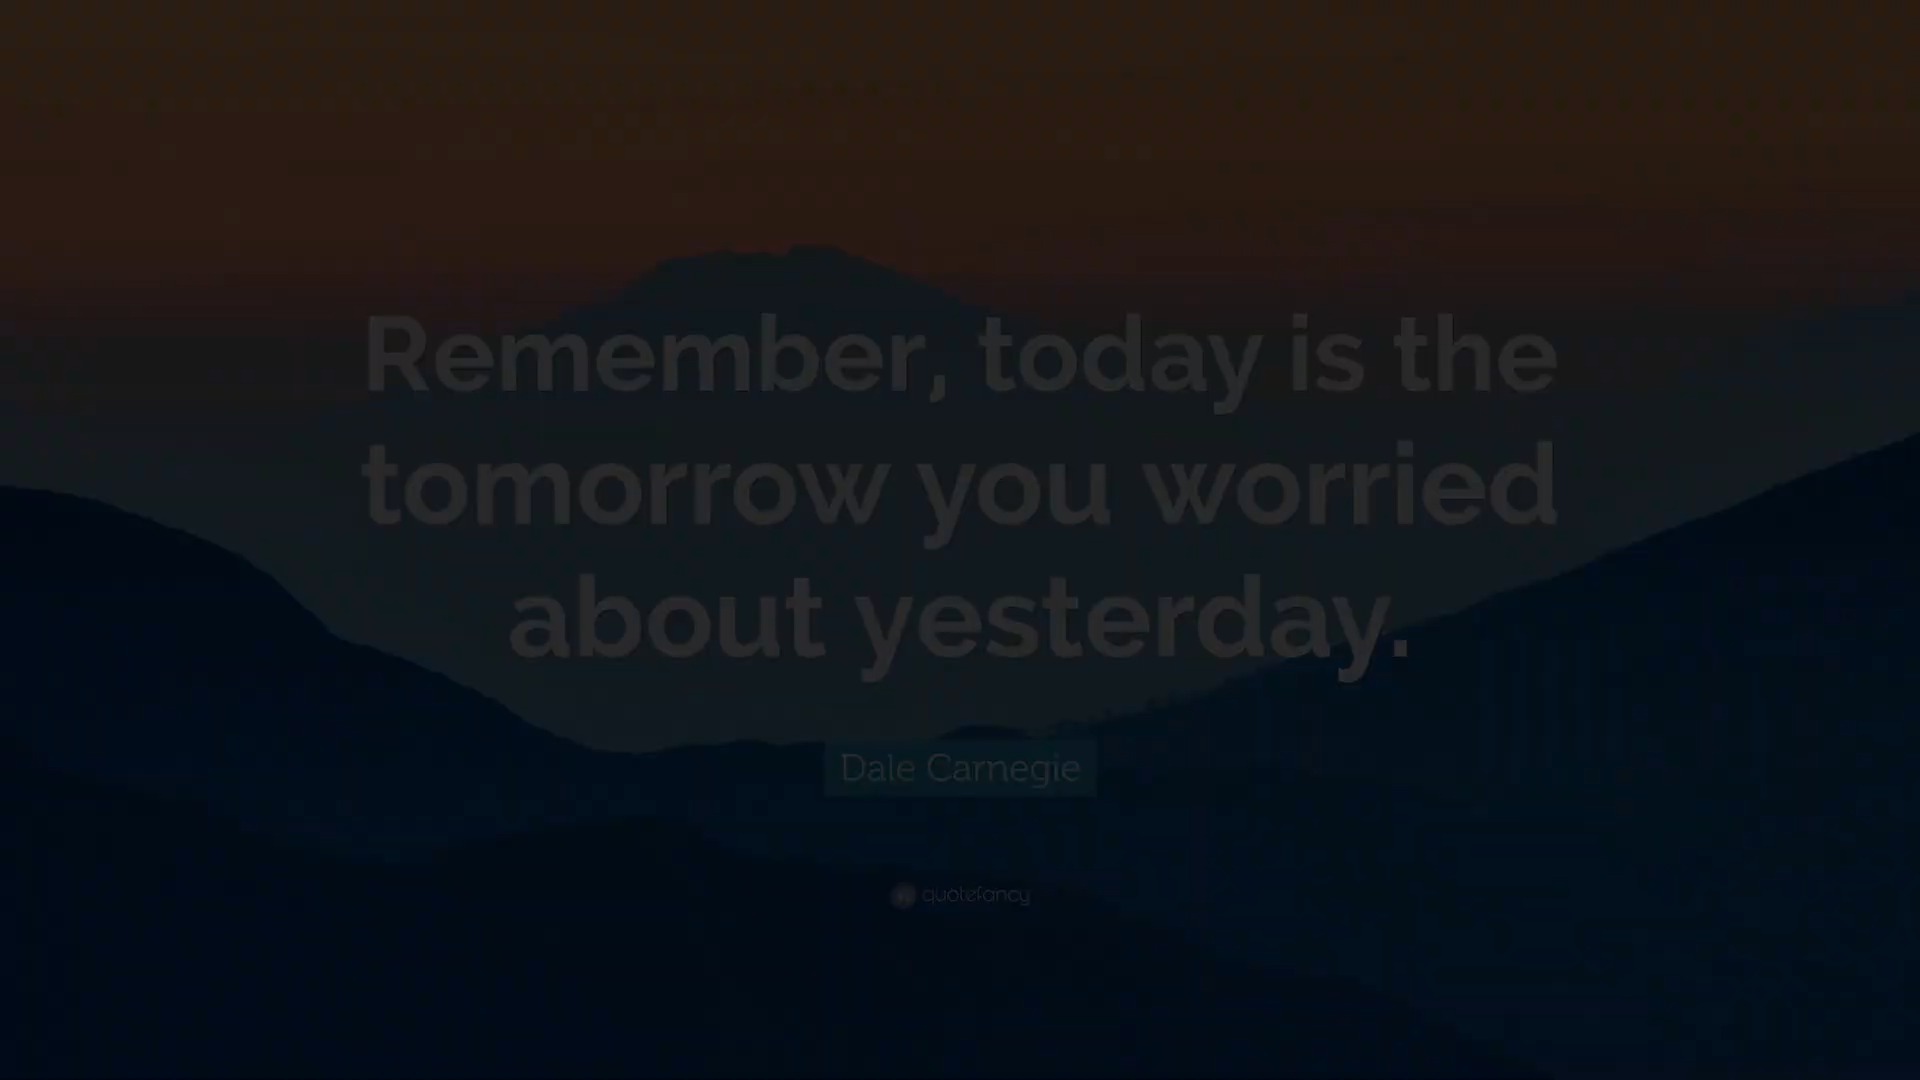 Remember, today is the
tomorrow you worried
about yesterday.
Dale Carnegie
quotefancy